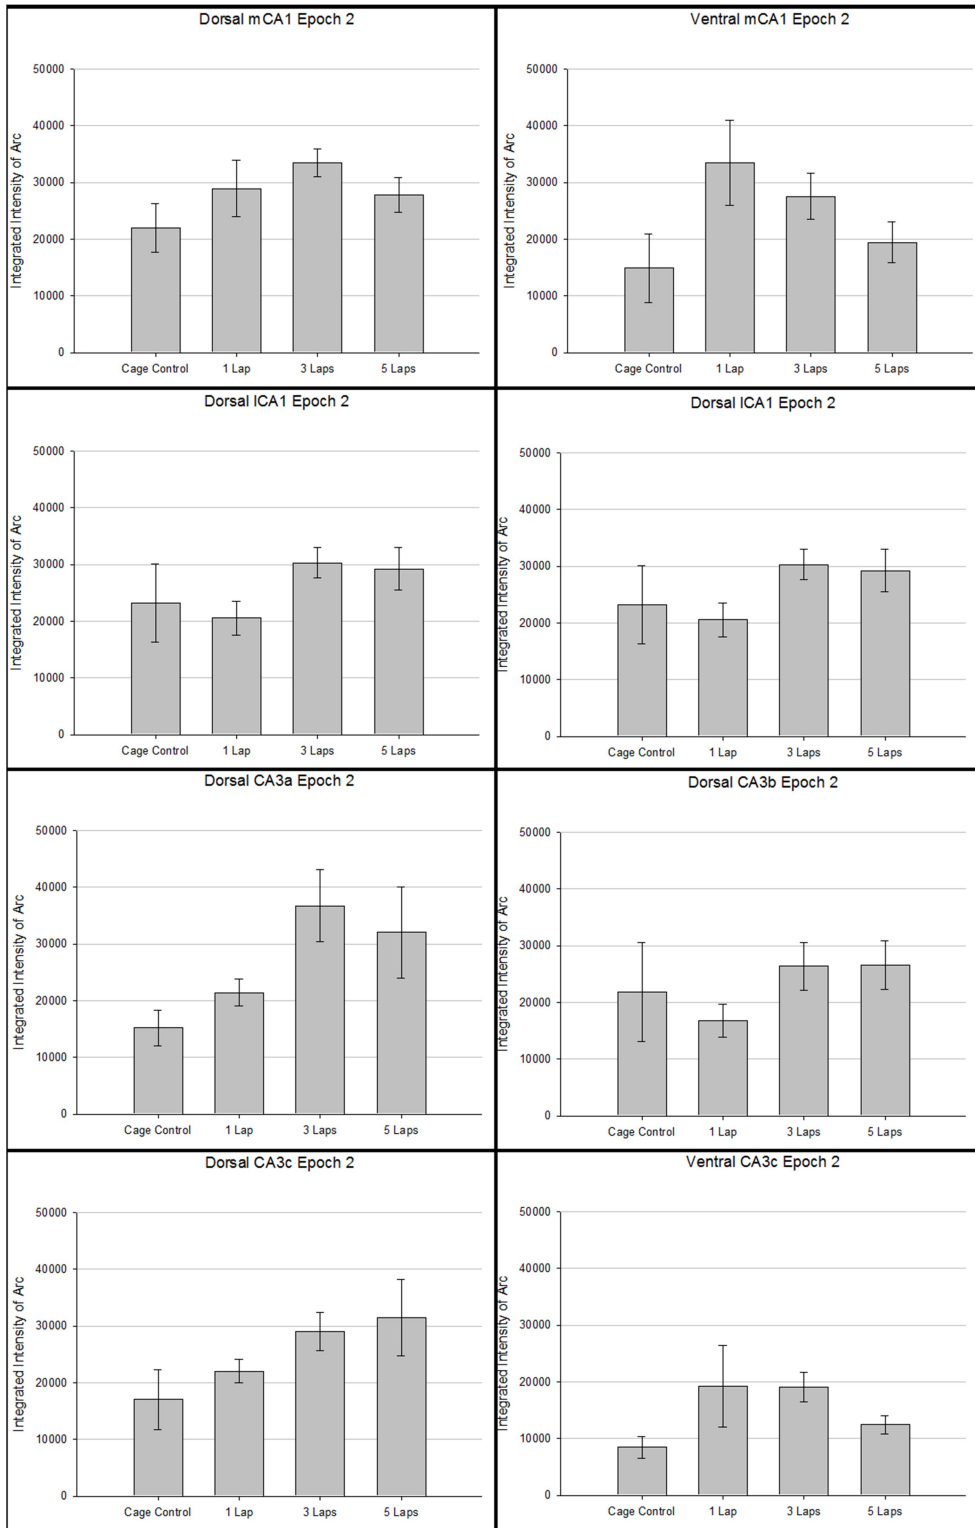 Dorsal mCA1 Epoch 2
Integrated Intensity of Arc
50000
40000
30000
20000
10000
0
Cage Control 1 Lap 3 Laps 5 Laps
Ventral mCA1 Epoch 2
Integrated Intensity of Arc
50000
40000
30000
20000
10000
0
Cage Control 1 Lap 3 Laps 5 Laps
Dorsal lCA1 Epoch 2
Integrated Intensity of Arc
50000
40000
30000
20000
10000
0
Cage Control 1 Lap 3 Laps 5 Laps
Dorsal lCA1 Epoch 2
Integrated Intensity of Arc
50000
40000
30000
20000
10000
0
Cage Control 1 Lap 3 Laps 5 Laps
Dorsal CA3a Epoch 2
Integrated Intensity of Arc
50000
40000
30000
20000
10000
0
Cage Control 1 Lap 3 Laps 5 Laps
Dorsal CA3b Epoch 2
Integrated Intensity of Arc
50000
40000
30000
20000
10000
0
Cage Control 1 Lap 3 Laps 5 Laps
Dorsal CA3c Epoch 2
Integrated Intensity of Arc
50000
40000
30000
20000
10000
0
Cage Control 1 Lap 3 Laps 5 Laps
Ventral CA3c Epoch 2
Integrated Intensity of Arc
50000
40000
30000
20000
10000
0
Cage Control 1 Lap 3 Laps 5 Laps